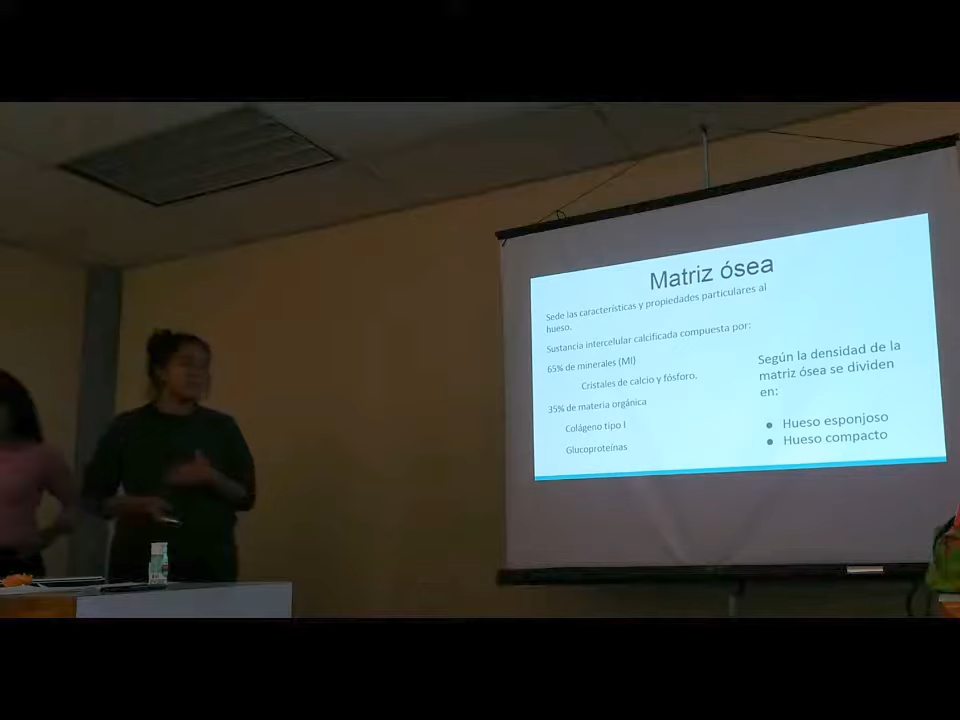 Matriz ósea
Sede las características y propiedades particulares al
hueso.
Sustancia intercelular calcificada compuesta por:
65% de minerales (MI)
Cristales de calcio y fósforo.
35% de materia orgánica
Colágeno tipo I
Glucoproteínas
Según la densidad de la
matriz ósea se dividen
en:
● Hueso esponjoso
● Hueso compacto